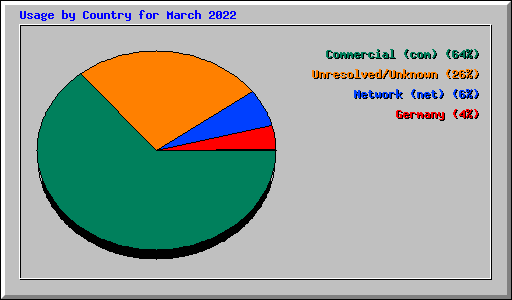 Usage by Country for March 2022
Commercial (com) (64%)
Unresolved/Unknown (26%)
Network (net) (6%)
Germany (4%)